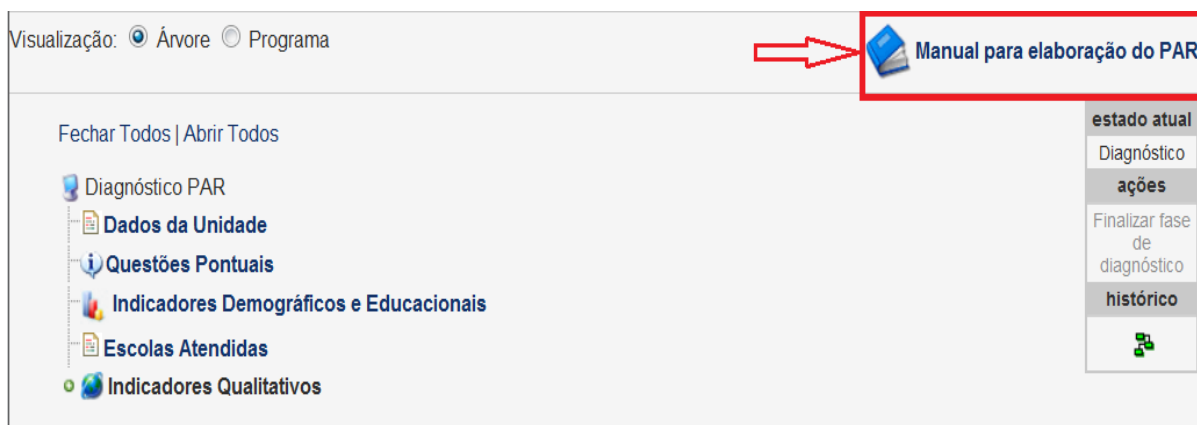 Visualização: Árvore Programa
Manual para elaboração do PAR
Fechar Todos | Abrir Todos
Diagnóstico PAR
Dados da Unidade
Questões Pontuais
Indicadores Demográficos e Educacionais
Escolas Atendidas
Indicadores Qualitativos
estado atual
Diagnóstico
ações
Finalizar fase
de
diagnóstico
histórico